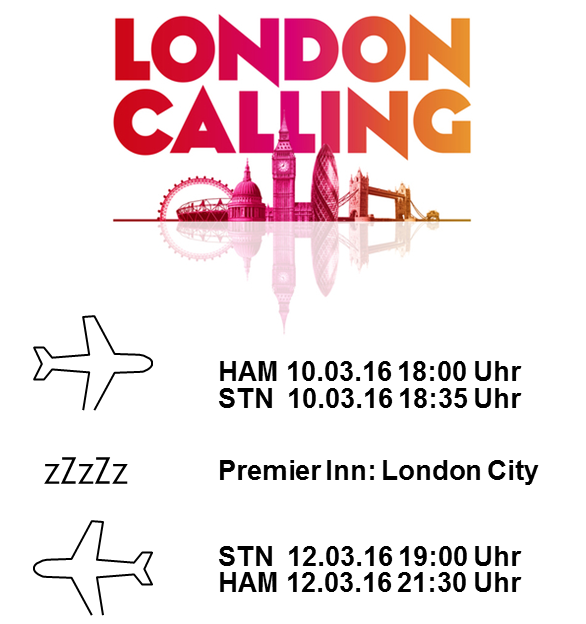 LONDON
CALLING
HAM 10.03.16 18:00 Uhr
STN 10.03.16 18:35 Uhr
zZzZz
Premier Inn: London City
STN 12.03.16 19:00 Uhr
HAM 12.03.16 21:30 Uhr